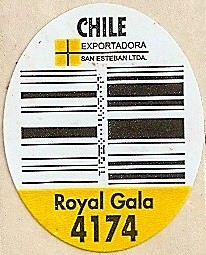 CHILE
EXPORTADORA
SAN ESTEBAN LTDA.
Royal Gala
4174